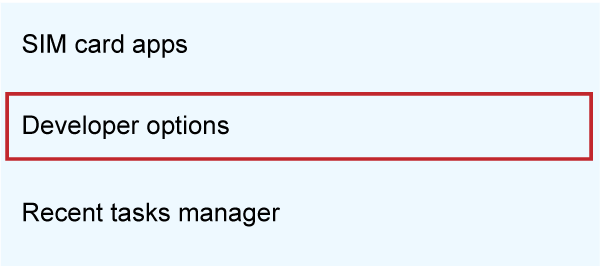 SIM card apps
Developer options
Recent tasks manager